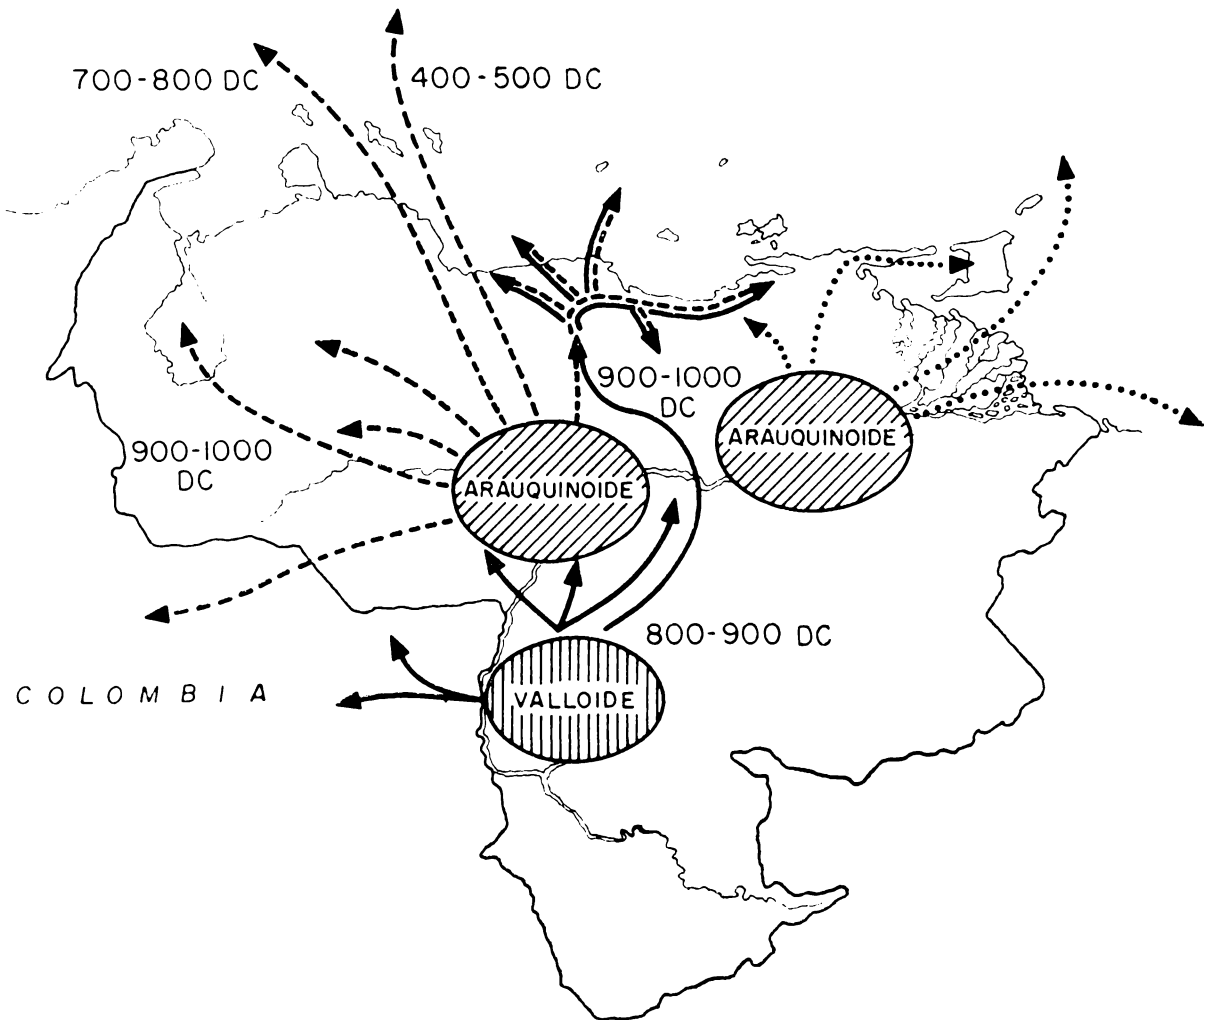 700-800 DC
400-500 DC
900-1000
DC
ARAUQUINOIDE
900-1000
DC
ARAUQUINOIDE
800-900 DC
COLOMBIA
VALLOIDE